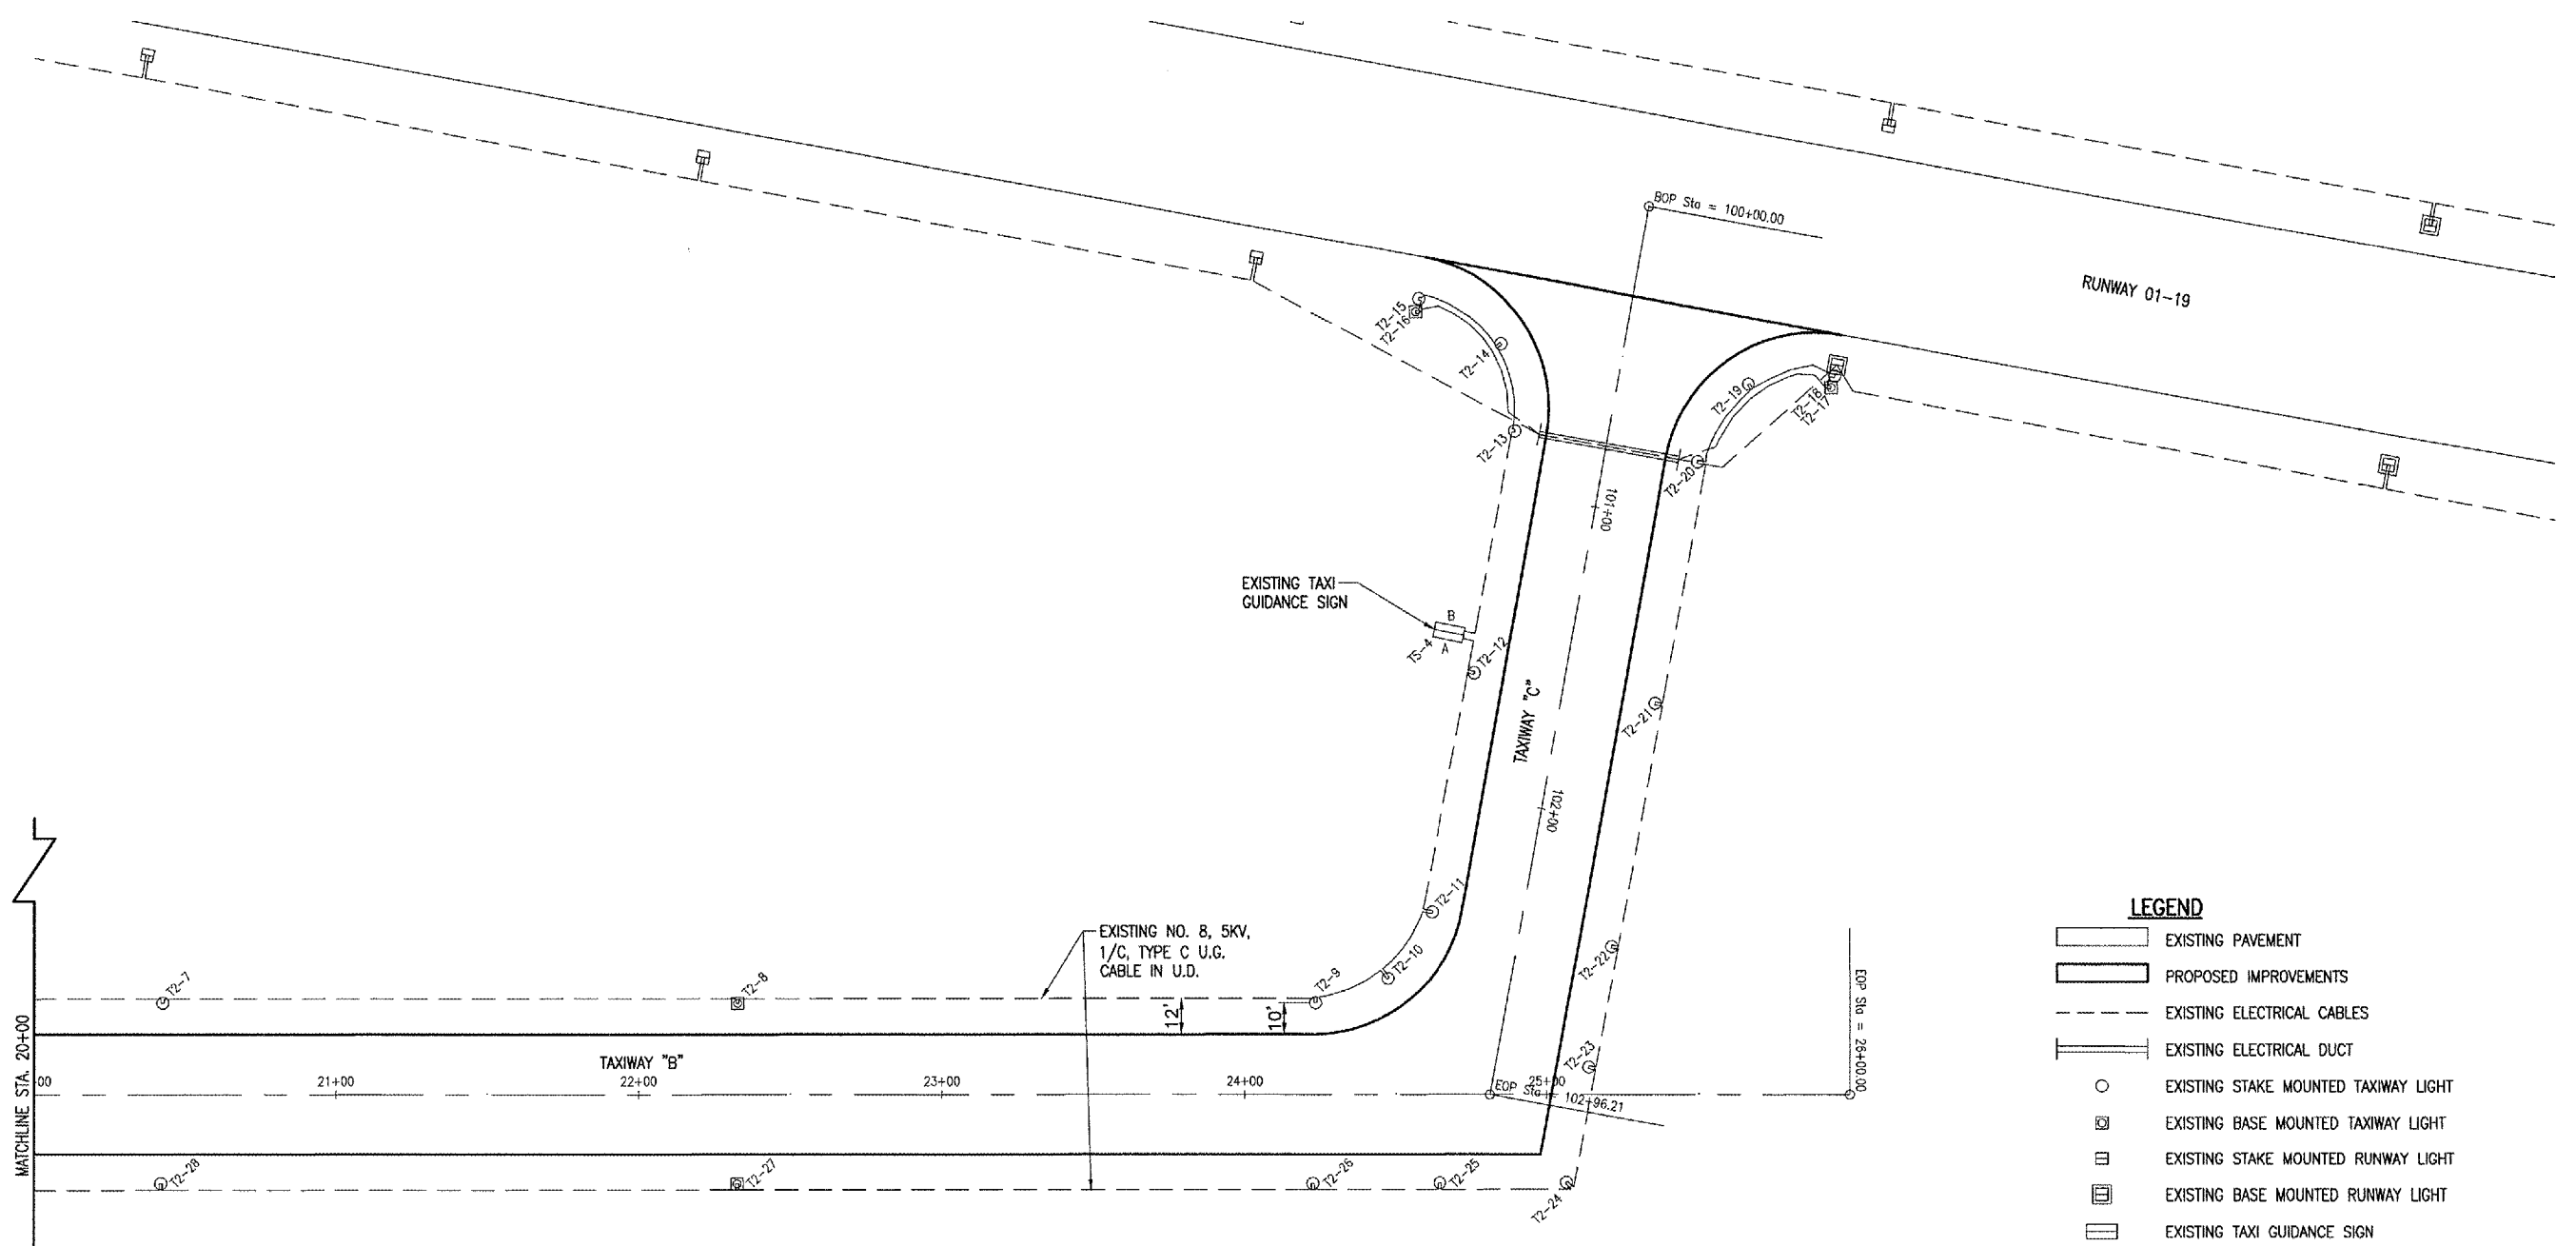 BOP Sta = 100+00.00
RUNWAY 01-19
T2-15
T2-16
T2-14
T2-13
T2-19
T2-18
T2-17
T2-20
101+00
EXISTING TAXI
GUIDANCE SIGN
B
A
TS-4
T2-12
T2-21
TAXIWAY "C"
102+00
T2-11
T2-10
T2-9
T2-22
T2-23
EXISTING NO. 8, 5KV,
1/C, TYPE C U.G.
CABLE IN U.D.
T2-7
T2-8
12'
10'
MATCHLINE STA. 20+00
TAXIWAY "B"
00
21+00
22+00
23+00
24+00
25+00
EOP Sta = 102+96.21
EOP Sta = 26+00.00
T2-28
T2-27
T2-26
T2-25
T2-24
LEGEND
EXISTING PAVEMENT
PROPOSED IMPROVEMENTS
EXISTING ELECTRICAL CABLES
EXISTING ELECTRICAL DUCT
EXISTING STAKE MOUNTED TAXIWAY LIGHT
EXISTING BASE MOUNTED TAXIWAY LIGHT
EXISTING STAKE MOUNTED RUNWAY LIGHT
EXISTING BASE MOUNTED RUNWAY LIGHT
EXISTING TAXI GUIDANCE SIGN